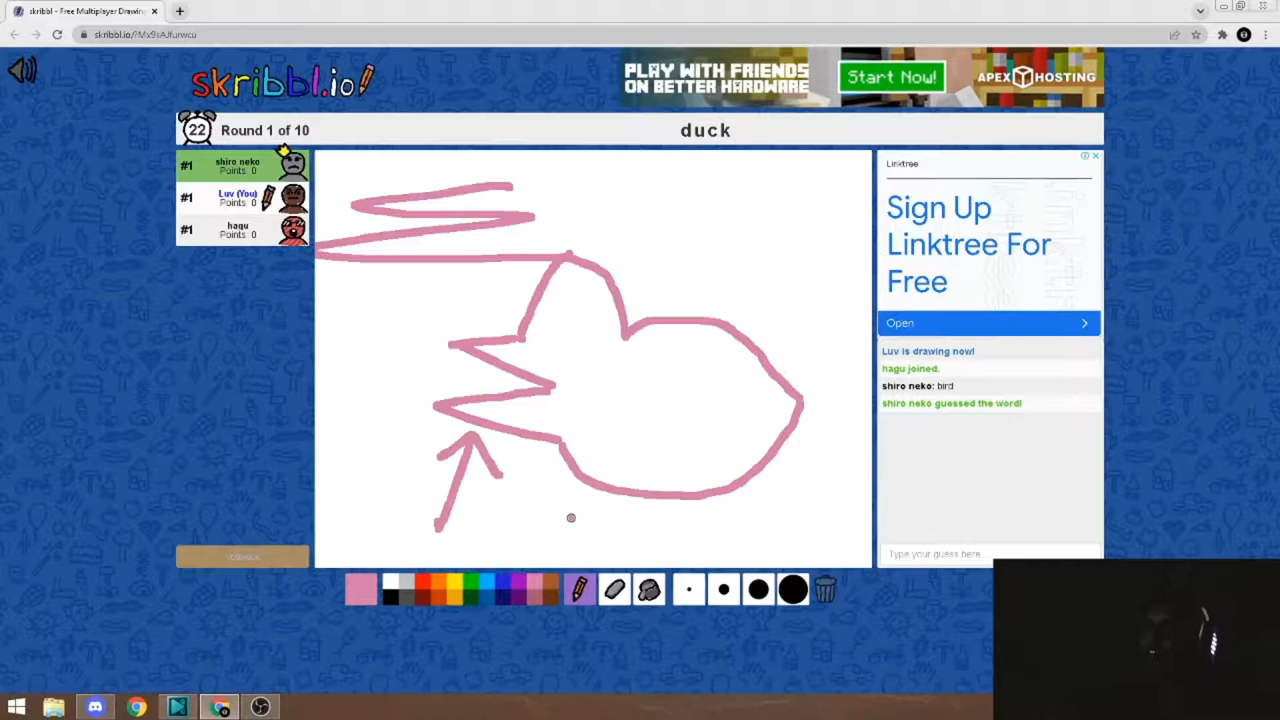 skribbl - Free Multiplayer Drawin
skribbl.io/?Mx9sAJfurwcu
skribbl.io
PLAY WITH FRIENDS
ON BETTER HARDWARE
Start Now!
APEX HOSTING
22
Round 1 of 10
duck
#1
shiro neko
Points: 0
#1
Luv (You)
Points: 0
#1
hagu
Points: 0
Linktree
Sign Up
Linktree For
Free
Open
Luv is drawing now!
hagu joined.
shiro neko: bird
shiro neko guessed the word!
Type your guess here